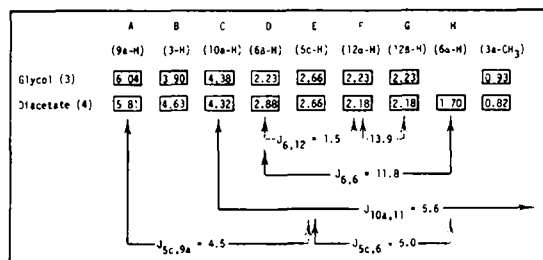 A B C D E F G H
(9a-H) (3-H) (10a-H) (6a-H) (5c-H) (12a-H) (12a-H) (6a-H) (3a-CH3)
Glycol (3) 6.04 3.90 4.38 2.23 2.66 2.23 2.23 0.93
Diacetate (4) 5.81 4.63 4.32 2.88 2.66 2.18 2.18 1.70 0.82
J6,12 = 1.5 13.9
J6,6 = 11.8
J10a,11 = 5.6
J5c,9a = 4.5 J5c,6 = 5.0